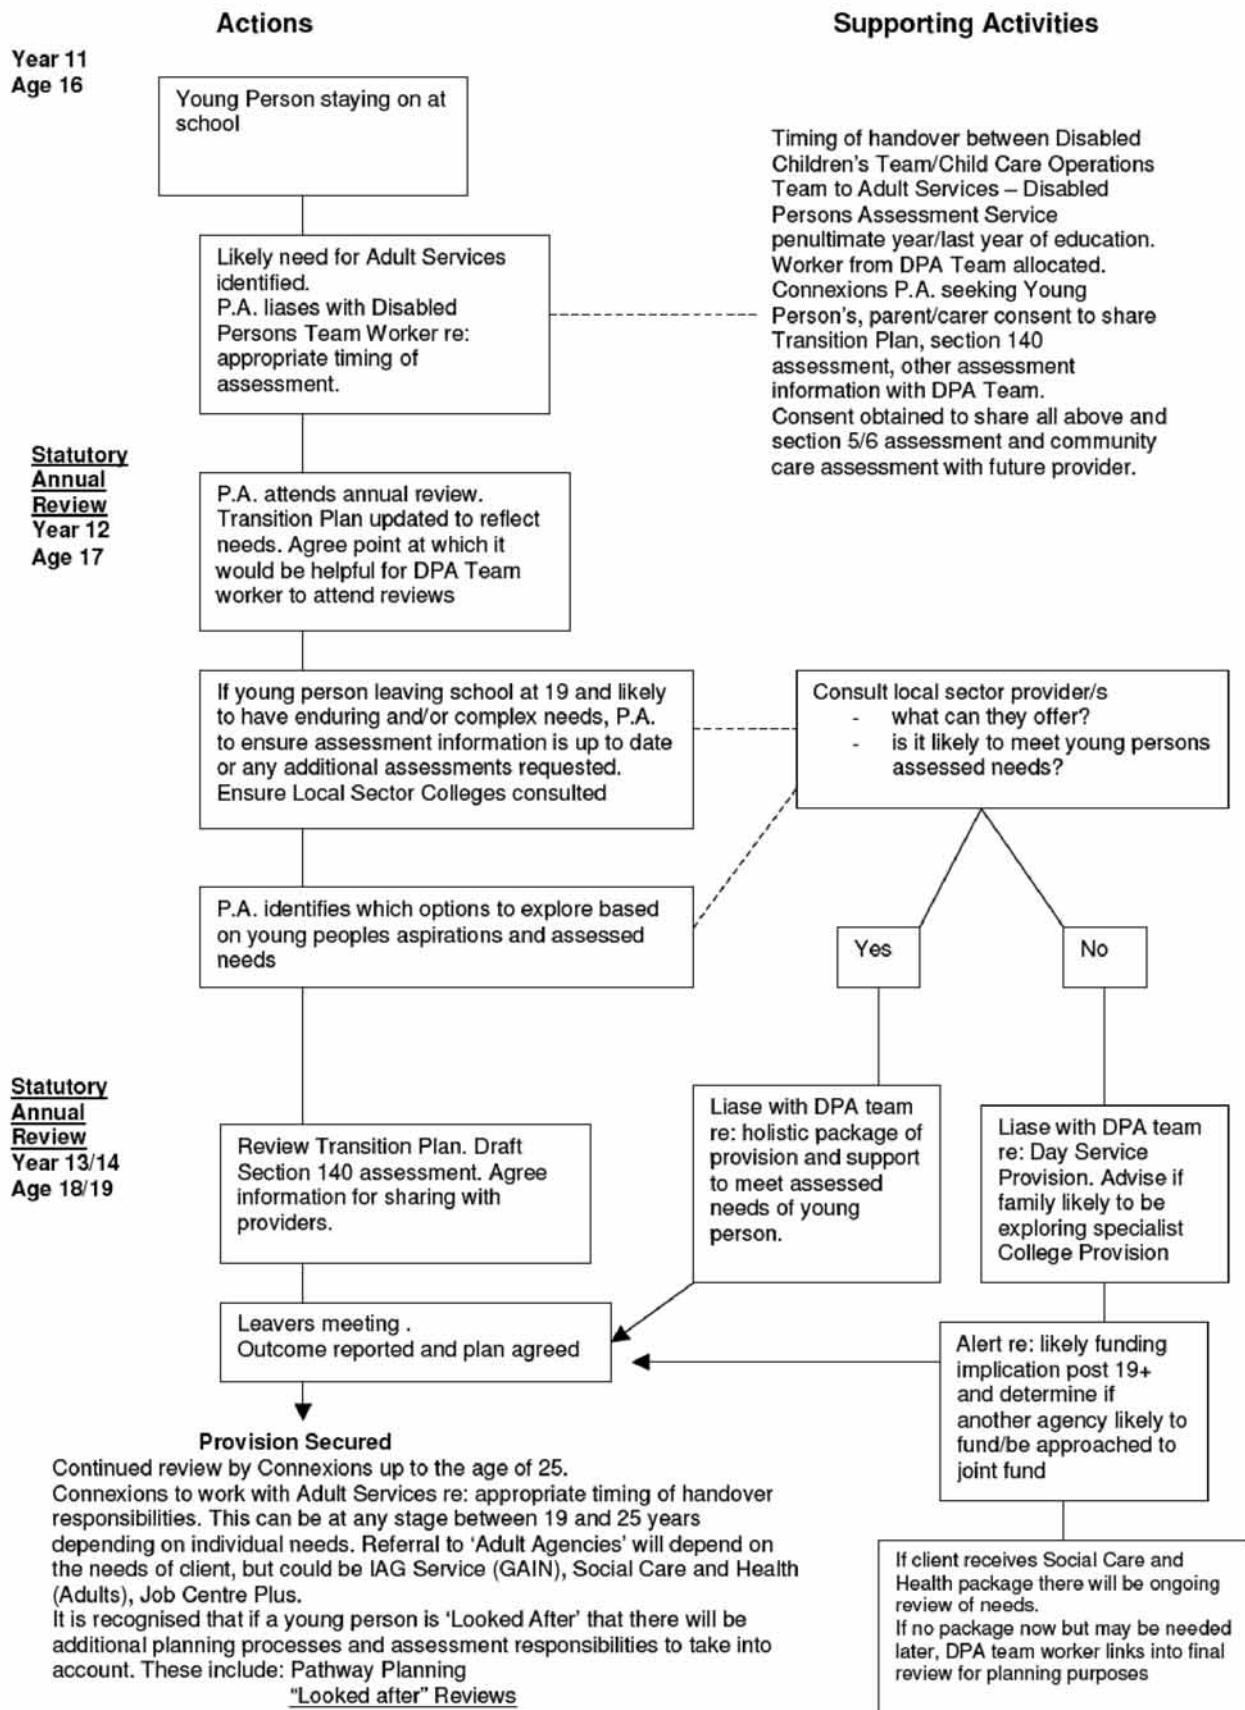 Actions
Supporting Activities
Year 11
Age 16
Young Person staying on at
school
Timing of handover between Disabled
Children's Team/Child Care Operations
Team to Adult Services – Disabled
Persons Assessment Service
penultimate year/last year of education.
Worker from DPA Team allocated.
Connexions P.A. seeking Young
Person's, parent/carer consent to share
Transition Plan, section 140
assessment, other assessment
information with DPA Team.
Consent obtained to share all above and
section 5/6 assessment and community
care assessment with future provider.
Likely need for Adult Services
identified.
P.A. liases with Disabled
Persons Team Worker re:
appropriate timing of
assessment.
Statutory
Annual
Review
Year 12
Age 17
P.A. attends annual review.
Transition Plan updated to reflect
needs. Agree point at which it
would be helpful for DPA Team
worker to attend reviews
If young person leaving school at 19 and likely
to have enduring and/or complex needs, P.A.
to ensure assessment information is up to date
or any additional assessments requested.
Ensure Local Sector Colleges consulted
Consult local sector provider/s
- what can they offer?
- is it likely to meet young persons
assessed needs?
P.A. identifies which options to explore based
on young peoples aspirations and assessed
needs
Yes
No
Statutory
Annual
Review
Year 13/14
Age 18/19
Review Transition Plan. Draft
Section 140 assessment. Agree
information for sharing with
providers.
Liase with DPA team
re: holistic package of
provision and support
to meet assessed
needs of young
person.
Liase with DPA team
re: Day Service
Provision. Advise if
family likely to be
exploring specialist
College Provision
Leavers meeting .
Outcome reported and plan agreed
Alert re: likely funding
implication post 19+
and determine if
another agency likely to
fund/be approached to
joint fund
Provision Secured
Continued review by Connexions up to the age of 25.
Connexions to work with Adult Services re: appropriate timing of handover
responsibilities. This can be at any stage between 19 and 25 years
depending on individual needs. Referral to 'Adult Agencies' will depend on
the needs of client, but could be IAG Service (GAIN), Social Care and Health
(Adults), Job Centre Plus.
It is recognised that if a young person is 'Looked After' that there will be
additional planning processes and assessment responsibilities to take into
account. These include: Pathway Planning
"Looked after" Reviews
If client receives Social Care and
Health package there will be ongoing
review of needs.
If no package now but may be needed
later, DPA team worker links into final
review for planning purposes